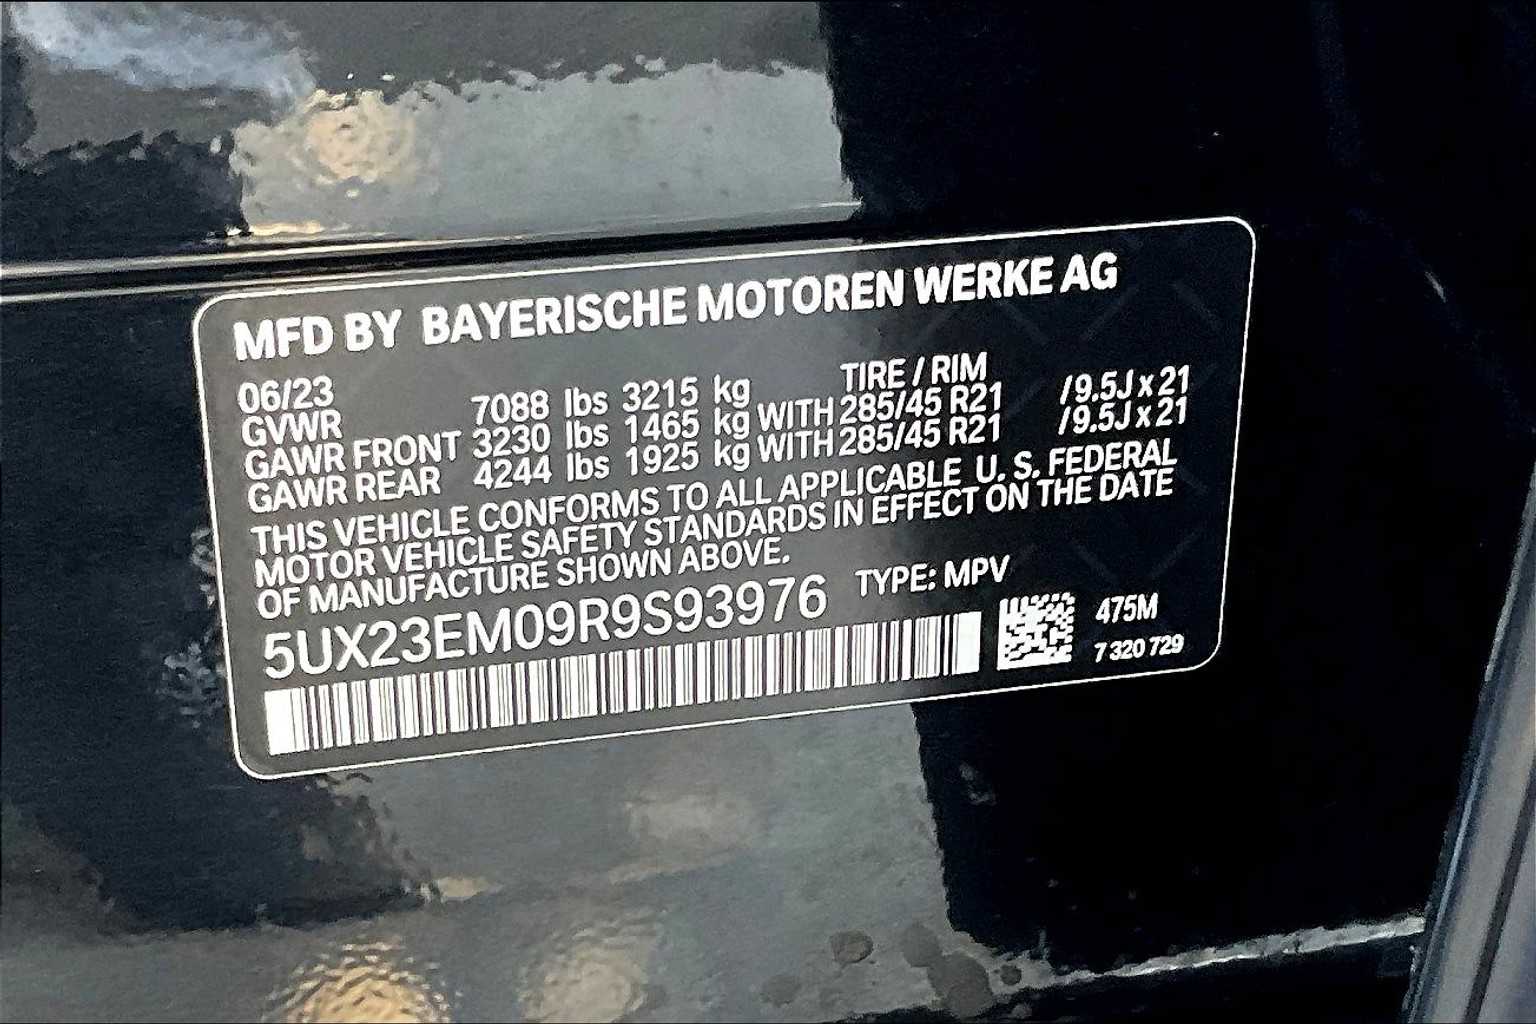 MFD BY BAYERISCHE MOTOREN WERKE AG
06/23 TIRE / RIM
GVWR 7088 lbs 3215 kg
GAWR FRONT 3230 lbs 1465 kg WITH 285/45 R21 /9.5J x 21
GAWR REAR 4244 lbs 1925 kg WITH 285/45 R21 /9.5J x 21
THIS VEHICLE CONFORMS TO ALL APPLICABLE U. S. FEDERAL
MOTOR VEHICLE SAFETY STANDARDS IN EFFECT ON THE DATE
OF MANUFACTURE SHOWN ABOVE.
5UX23EM09R9S93976 TYPE: MPV
475M
7 320 729